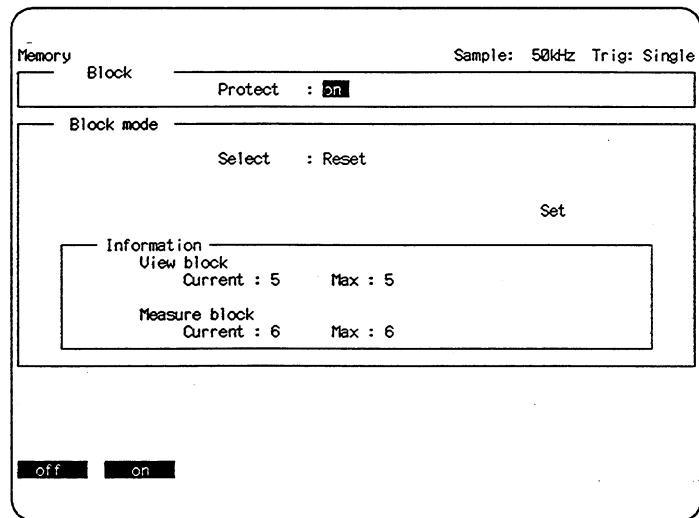 Memory Sample: 50kHz Trig: Single
Block
Protect : on
Block mode
Select : Reset
Set
Information
View block
Current : 5 Max : 5
Measure block
Current : 6 Max : 6
off on